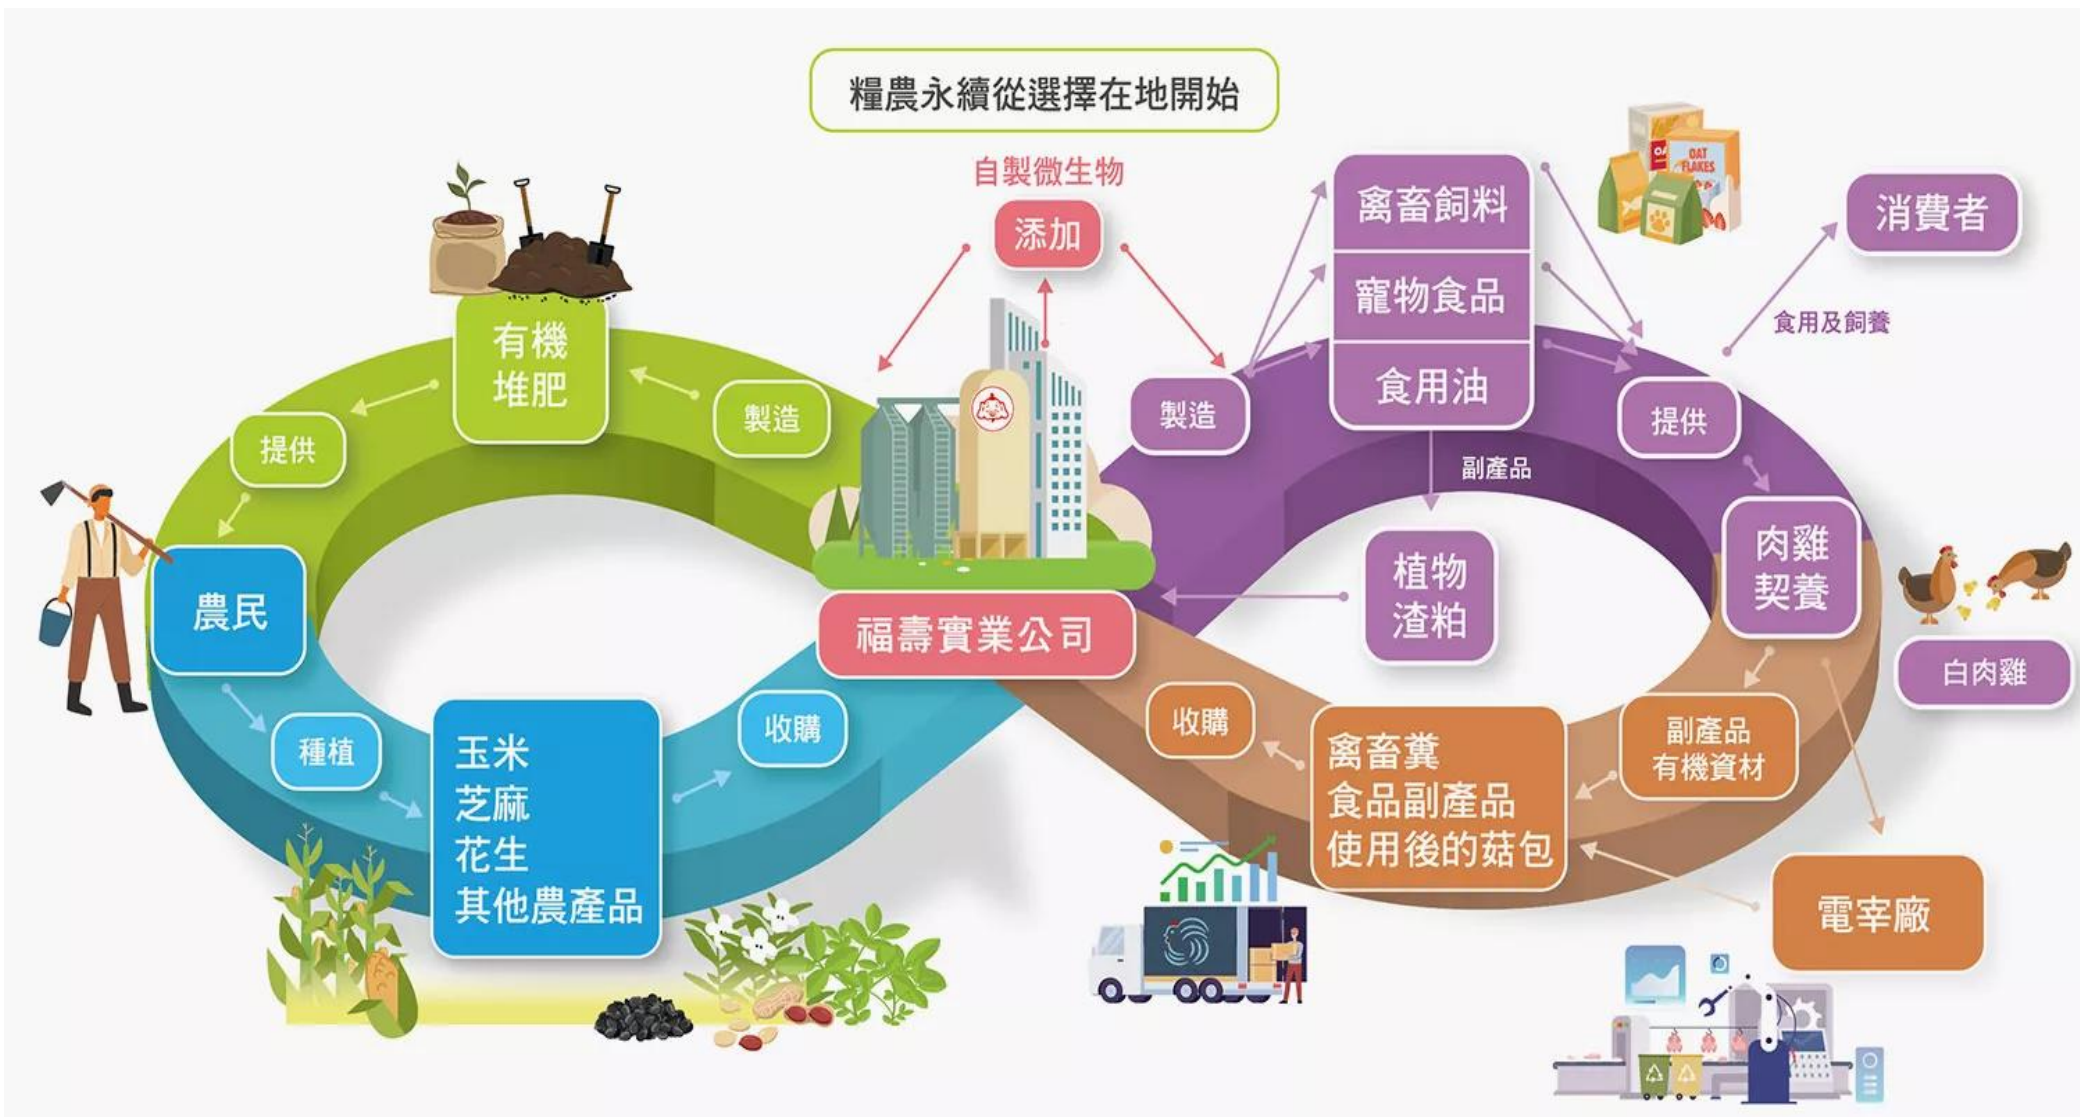 糧農永續從選擇在地開始
自製微生物
添加
有機
堆肥
製造
提供
農民
種植
玉米
芝麻
花生
其他農產品
收購
福壽實業公司
製造
禽畜飼料
寵物食品
食用油
OAT
FLAKES
消費者
食用及飼養
提供
副產品
植物
渣粕
肉雞
契養
白肉雞
副產品
有機資材
電宰廠
禽畜糞
食品副產品
使用後的菇包
收購